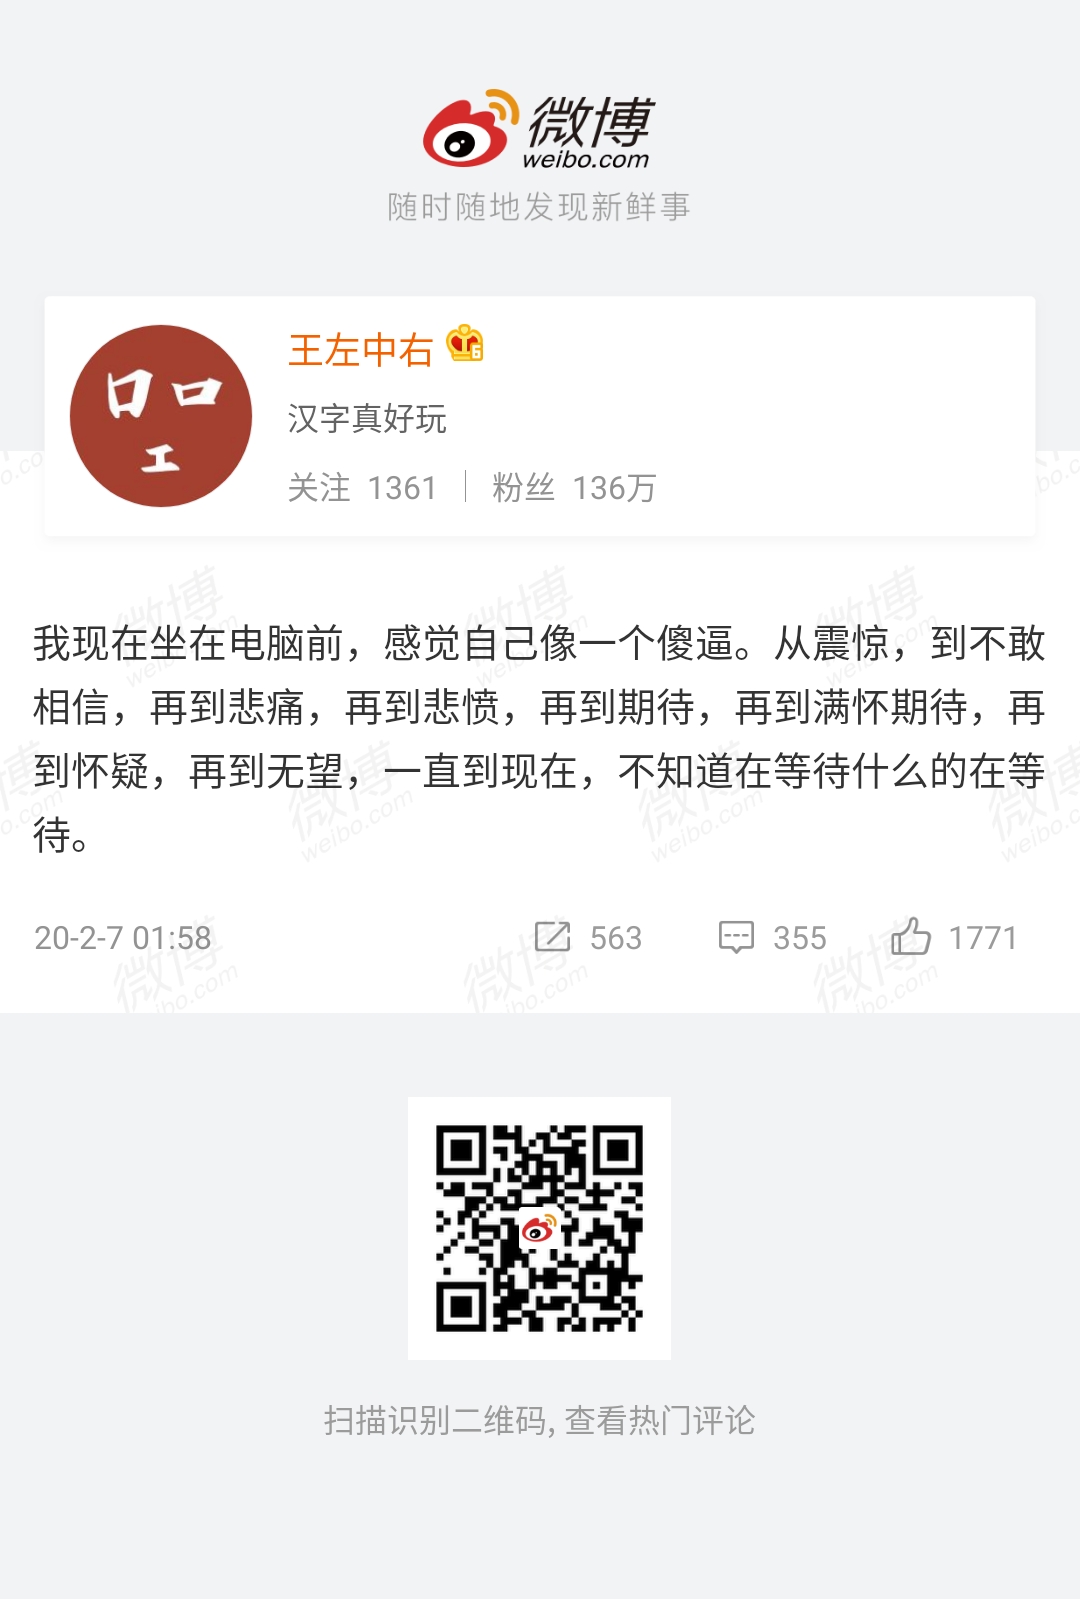 微博
weibo.com
随时随地发现新鲜事
口口
工
王左中右
6
汉字真好玩
关注 1361 | 粉丝 136万
我现在坐在电脑前，感觉自己像一个傻逼。从震惊，到不敢
相信，再到悲痛，再到悲愤，再到期待，再到满怀期待，再
到怀疑，再到无望，一直到现在，不知道在等待什么的在等
待。
20-2-7 01:58 563 355 1771
扫描识别二维码, 查看热门评论